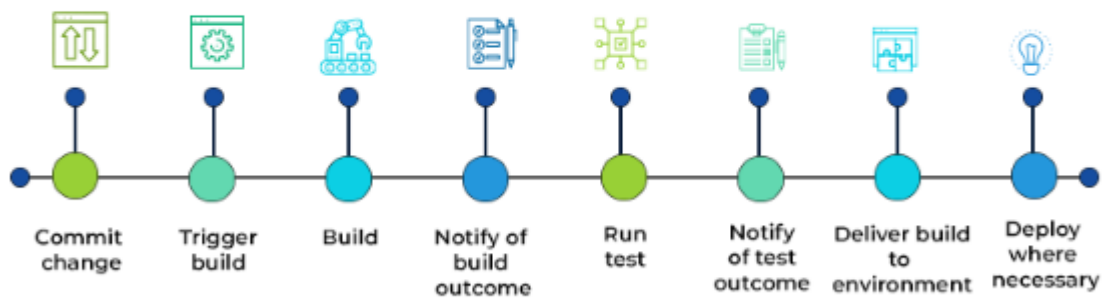 Commit
change
Trigger
build
Build
Notify of
build
outcome
Run
test
Notify
of test
outcome
Deliver build
to
environment
Deploy
where
necessary